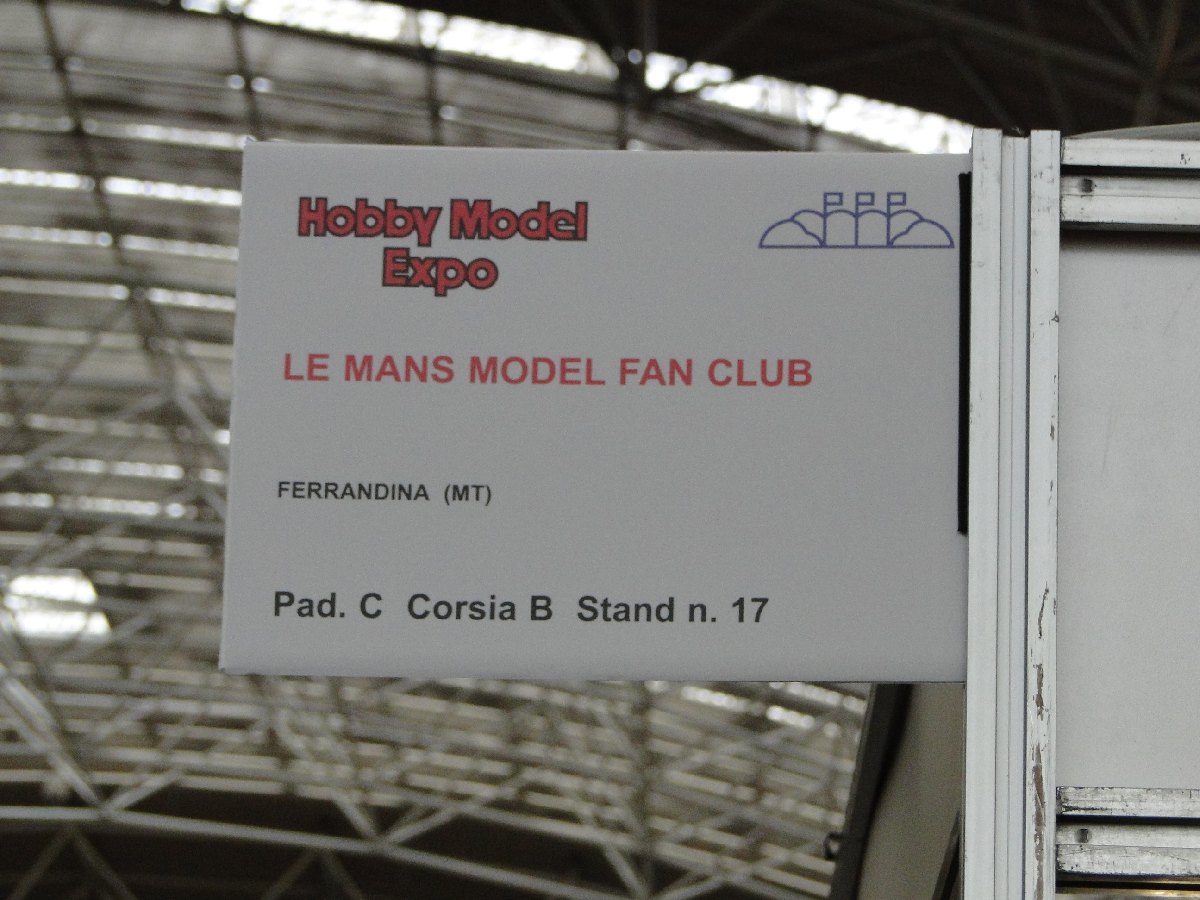 Hobby Model
Expo
LE MANS MODEL FAN CLUB
FERRANDINA (MT)
Pad. C Corsia B Stand n. 17